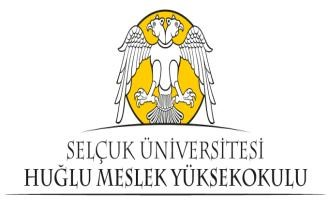 SELÇUK ÜNİVERSİTESİ
HUĞLU MESLEK YÜKSEKOKULU